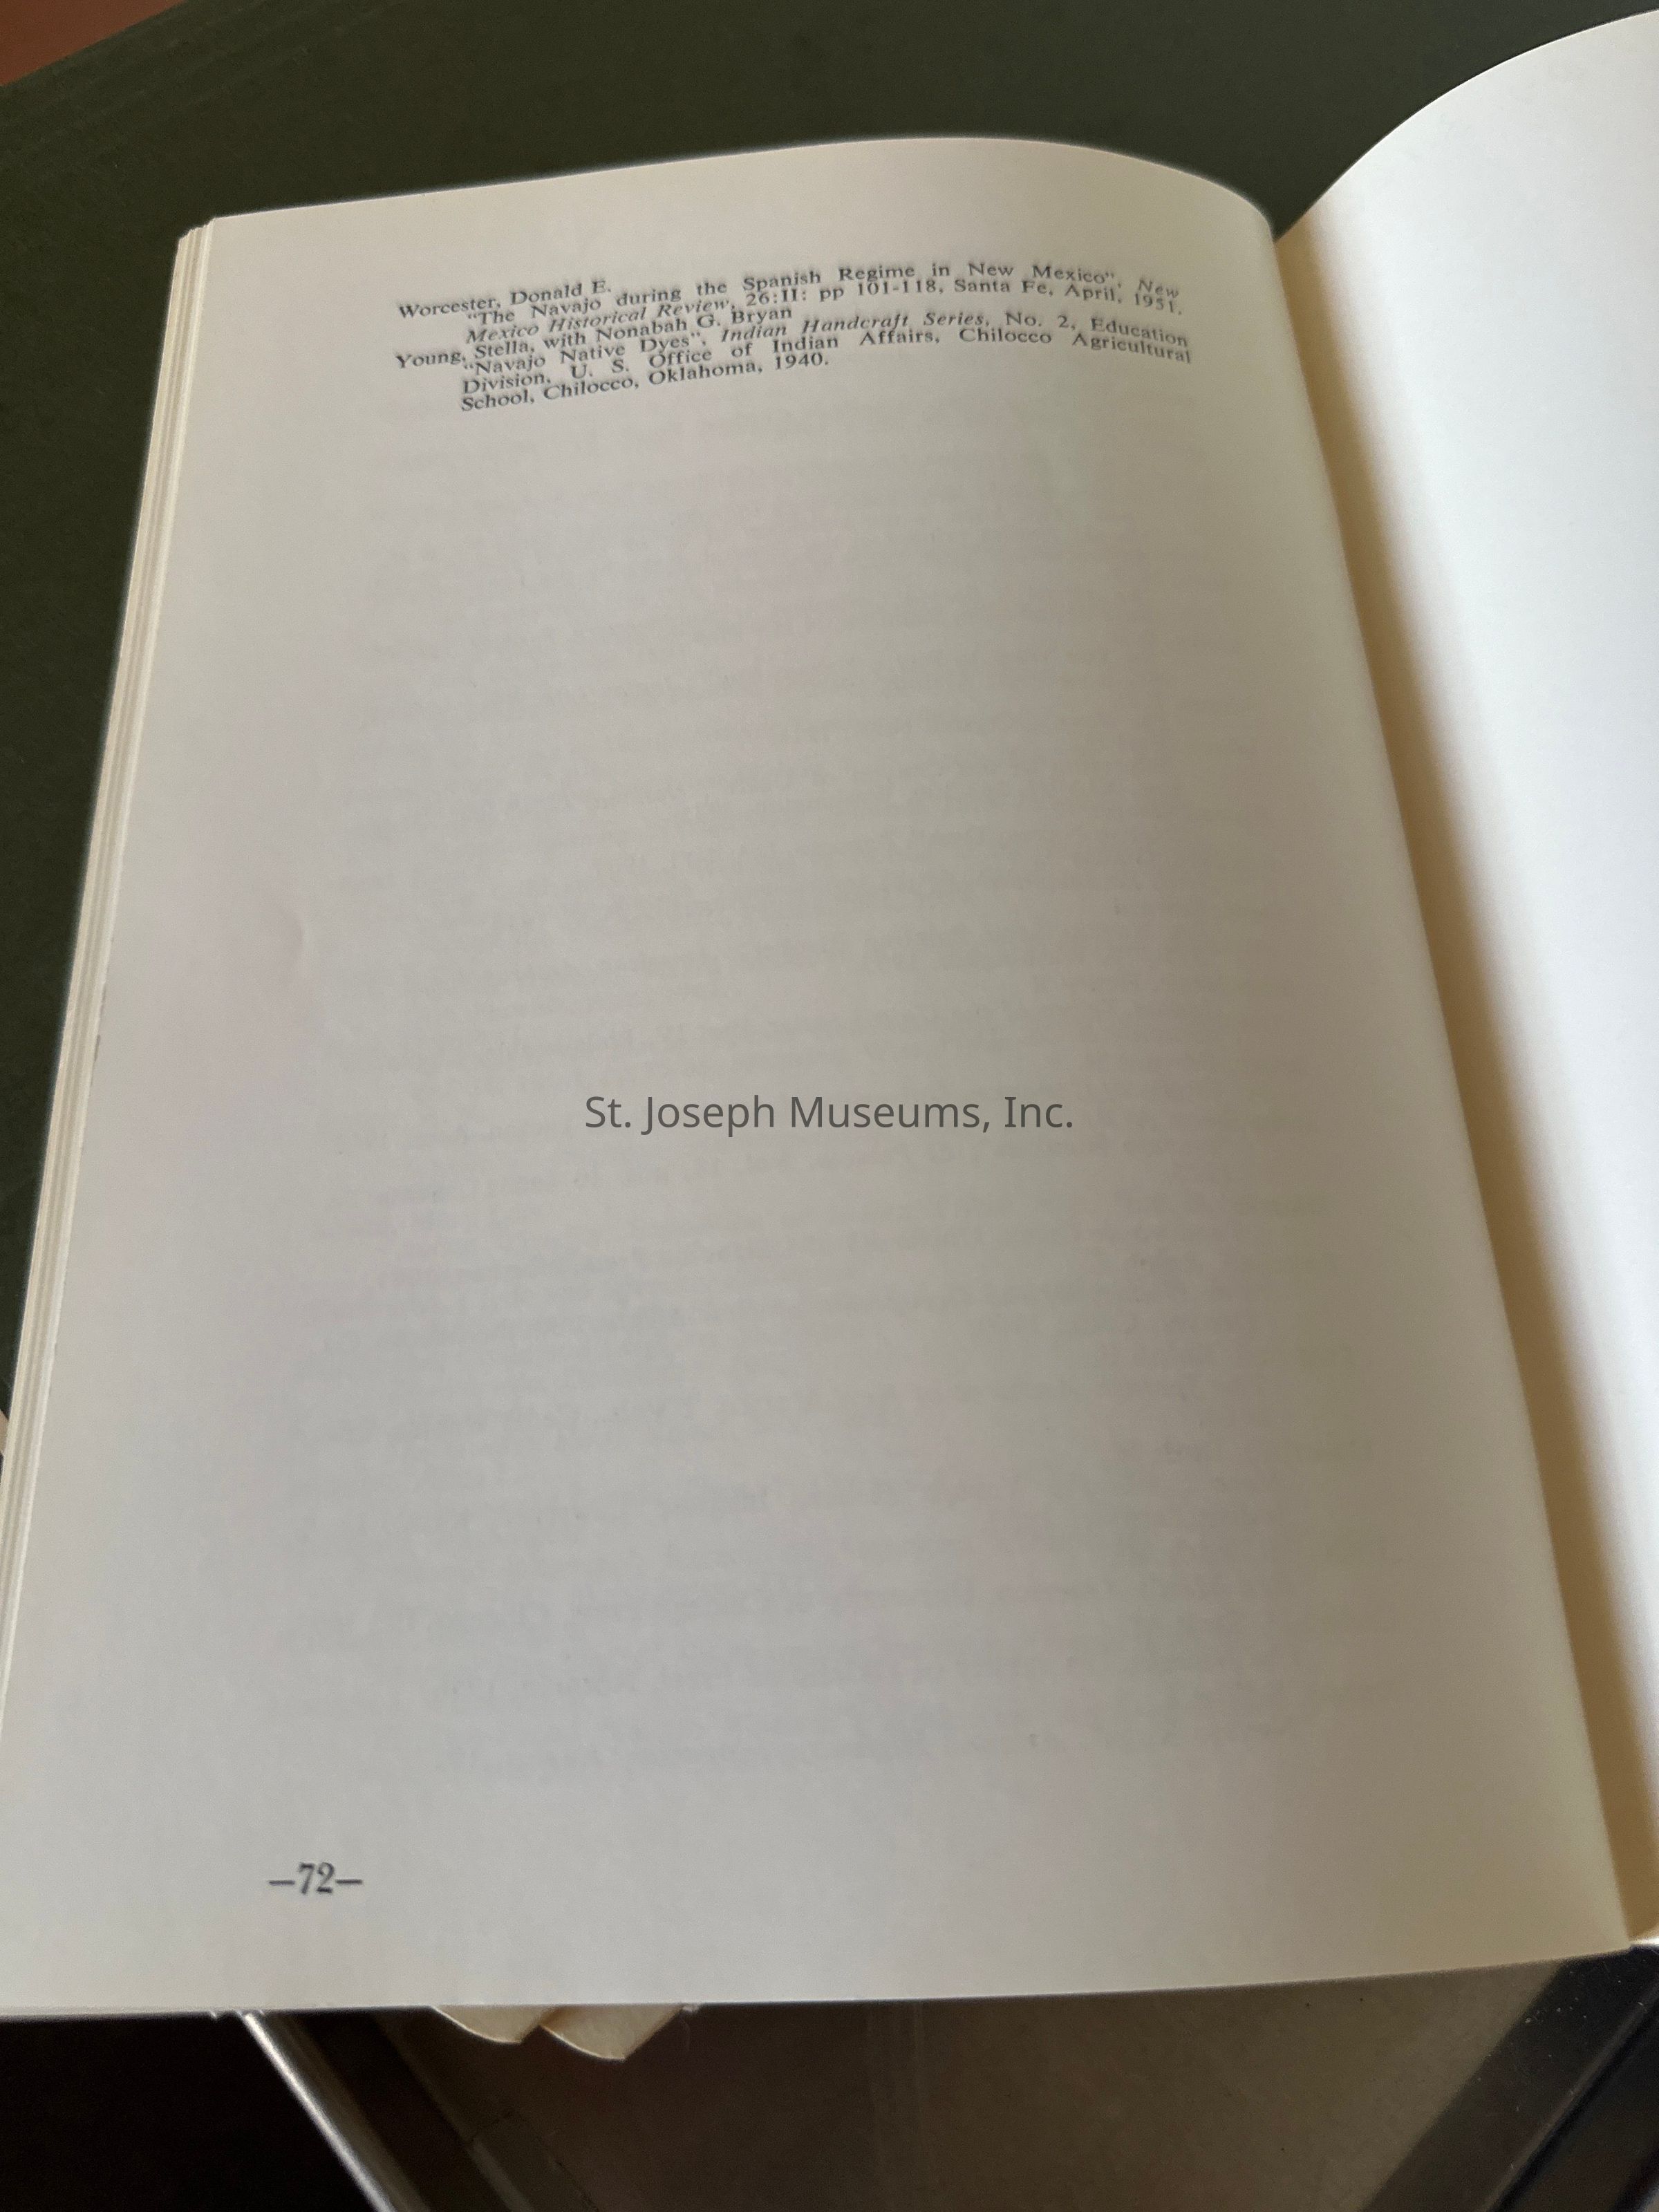 Worcester, Donald E.
"The Navajo during the Spanish Regime in New Mexico", New
Mexico Historical Review, 26:II: pp 101-118, Santa Fe, April, 1951.
Young, Stella, with Nonabah G. Bryan
"Navajo Native Dyes", Indian Handcraft Series, No. 2, Education
Division, U. S. Office of Indian Affairs, Chilocco Agricultural
School, Chilocco, Oklahoma, 1940.
St. Joseph Museums, Inc.
—72—